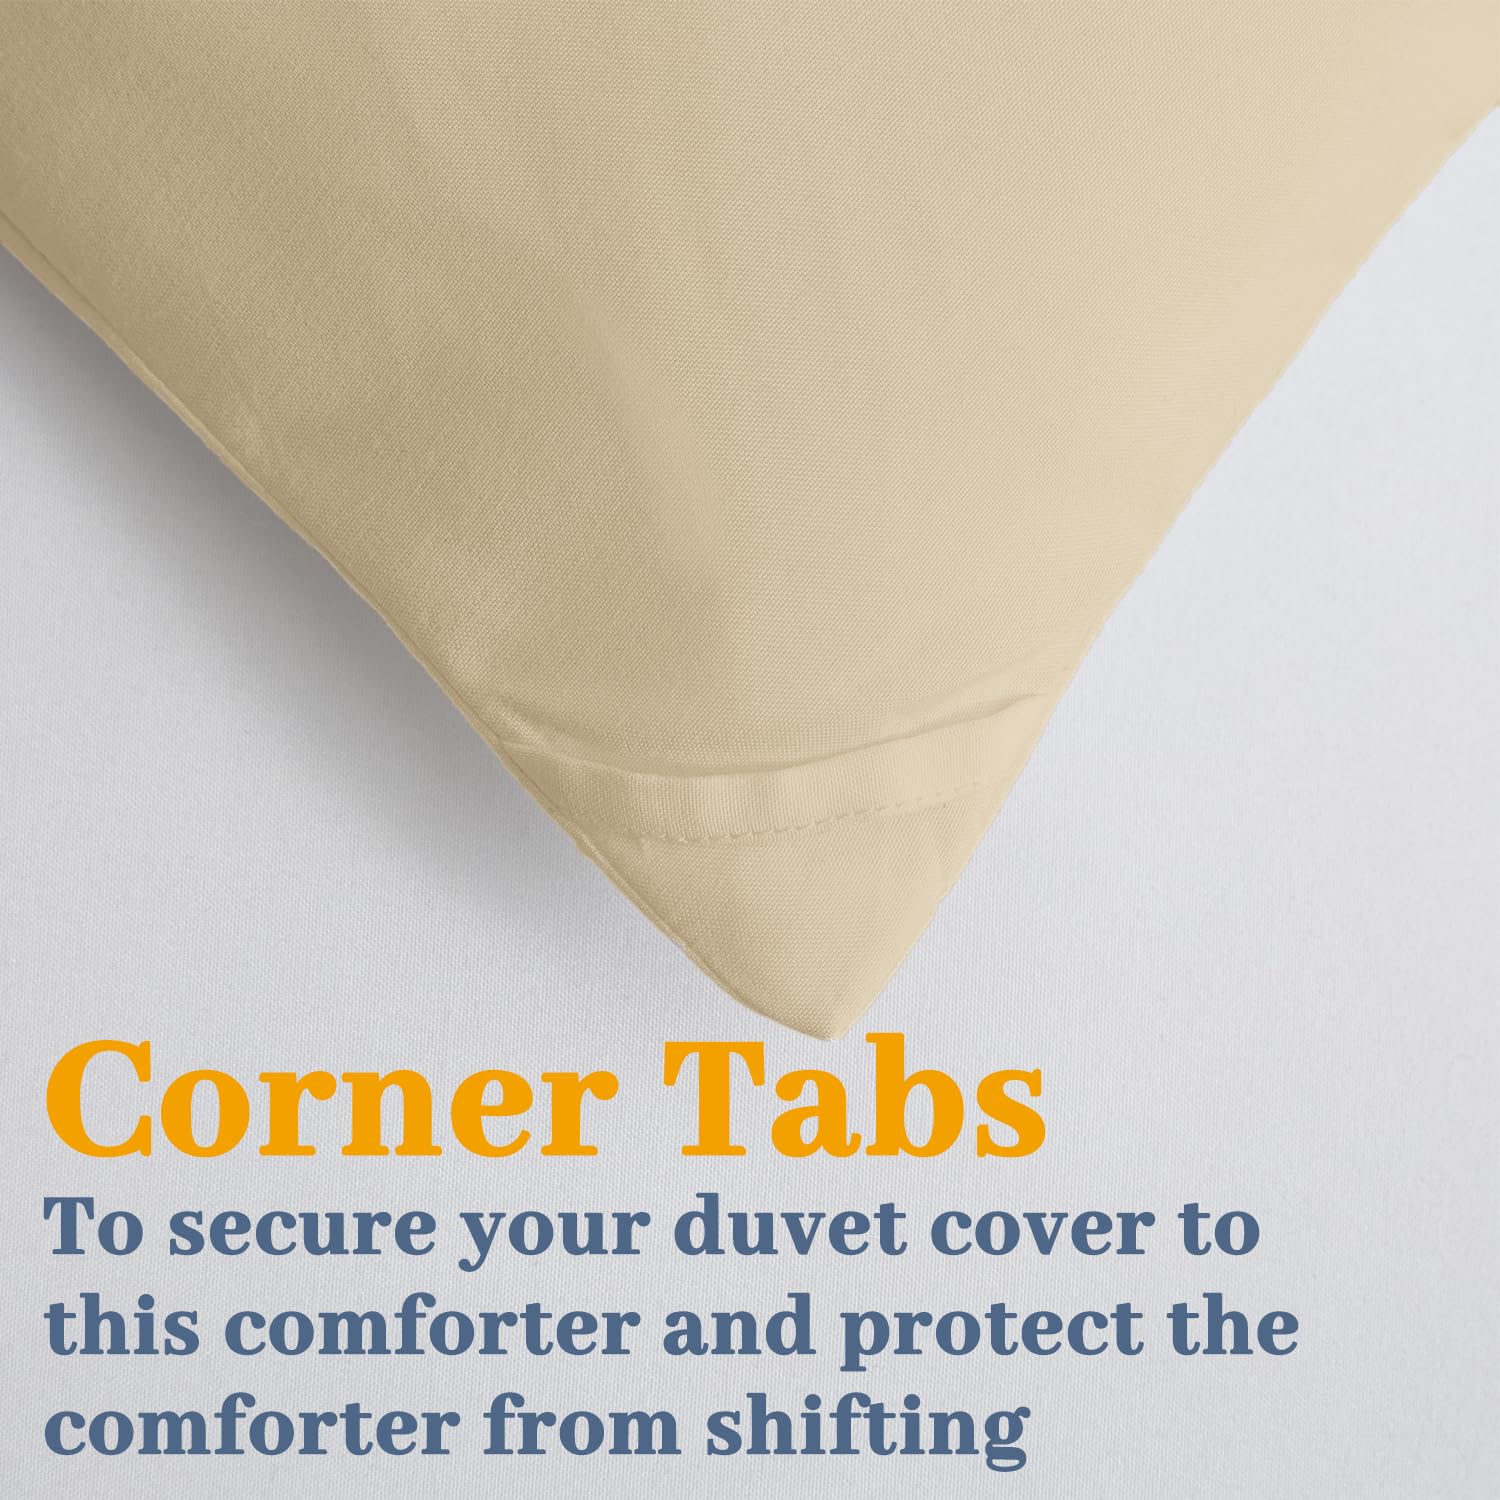 Corner Tabs
To secure your duvet cover to
this comforter and protect the
comforter from shifting